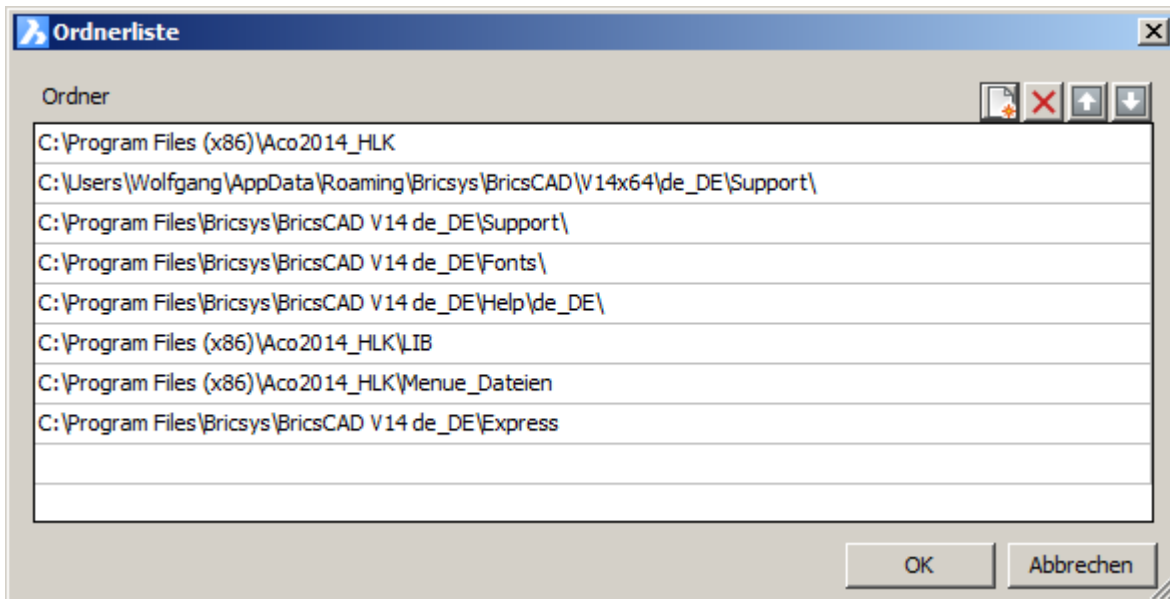 Ordnerliste
Ordner
C:\Program Files (x86)\Aco2014_HLK
C:\Users\Wolfgang\AppData\Roaming\Bricsys\BricsCAD\V14x64\de_DE\Support\
C:\Program Files\Bricsys\BricsCAD V14 de_DE\Support\
C:\Program Files\Bricsys\BricsCAD V14 de_DE\Fonts\
C:\Program Files\Bricsys\BricsCAD V14 de_DE\Help\de_DE\
C:\Program Files (x86)\Aco2014_HLK\LIB
C:\Program Files (x86)\Aco2014_HLK\Menue_Dateien
C:\Program Files\Bricsys\BricsCAD V14 de_DE\Express
OK Abbrechen